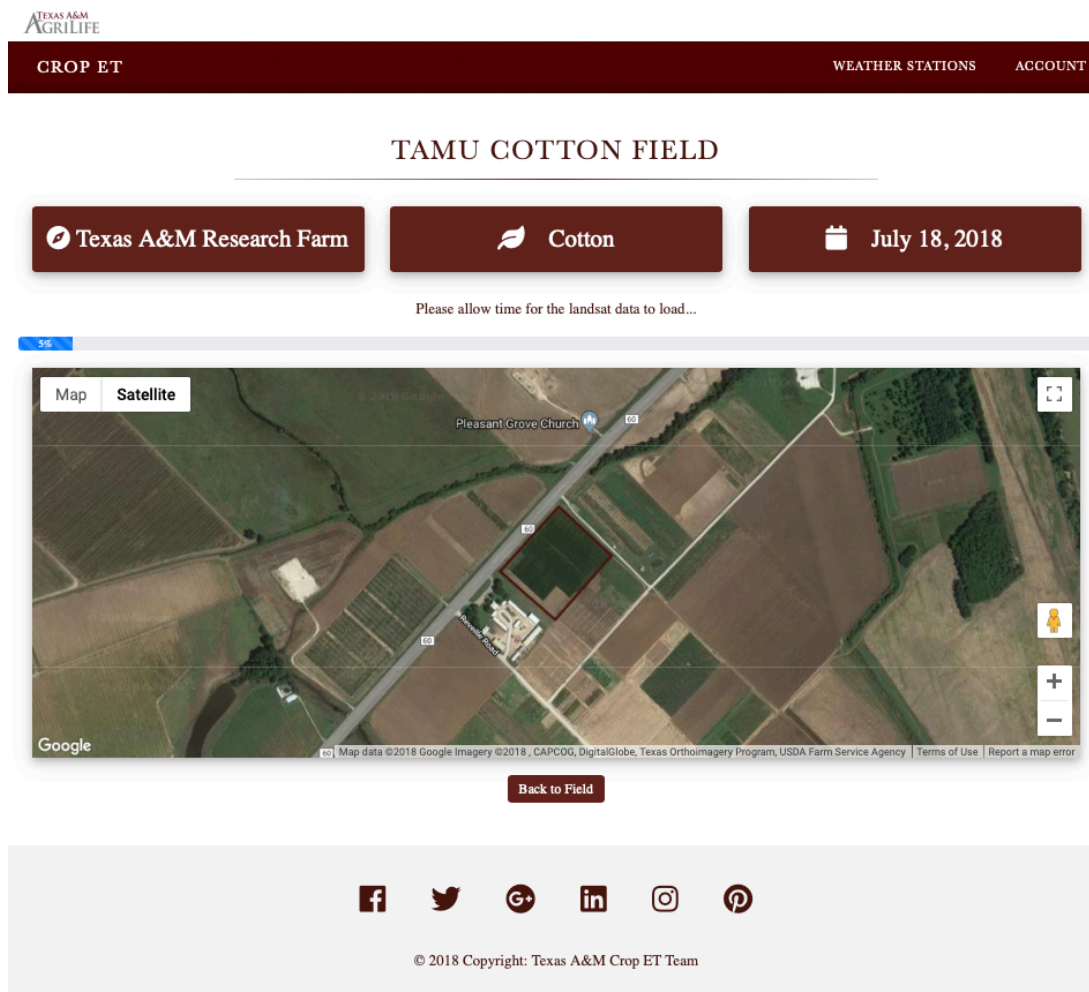 TEXAS A&M
AGRILIFE
CROP ET
WEATHER STATIONS
ACCOUNT
TAMU COTTON FIELD
Texas A&M Research Farm
Cotton
July 18, 2018
Please allow time for the landsat data to load...
5%
Map
Satellite
Pleasant Grove Church
60
60
60
Reveille Road
60
Google
Map data ©2018 Google Imagery ©2018 , CAPCOG, DigitalGlobe, Texas Orthoimagery Program, USDA Farm Service Agency
Terms of Use
Report a map error
Back to Field
© 2018 Copyright: Texas A&M Crop ET Team